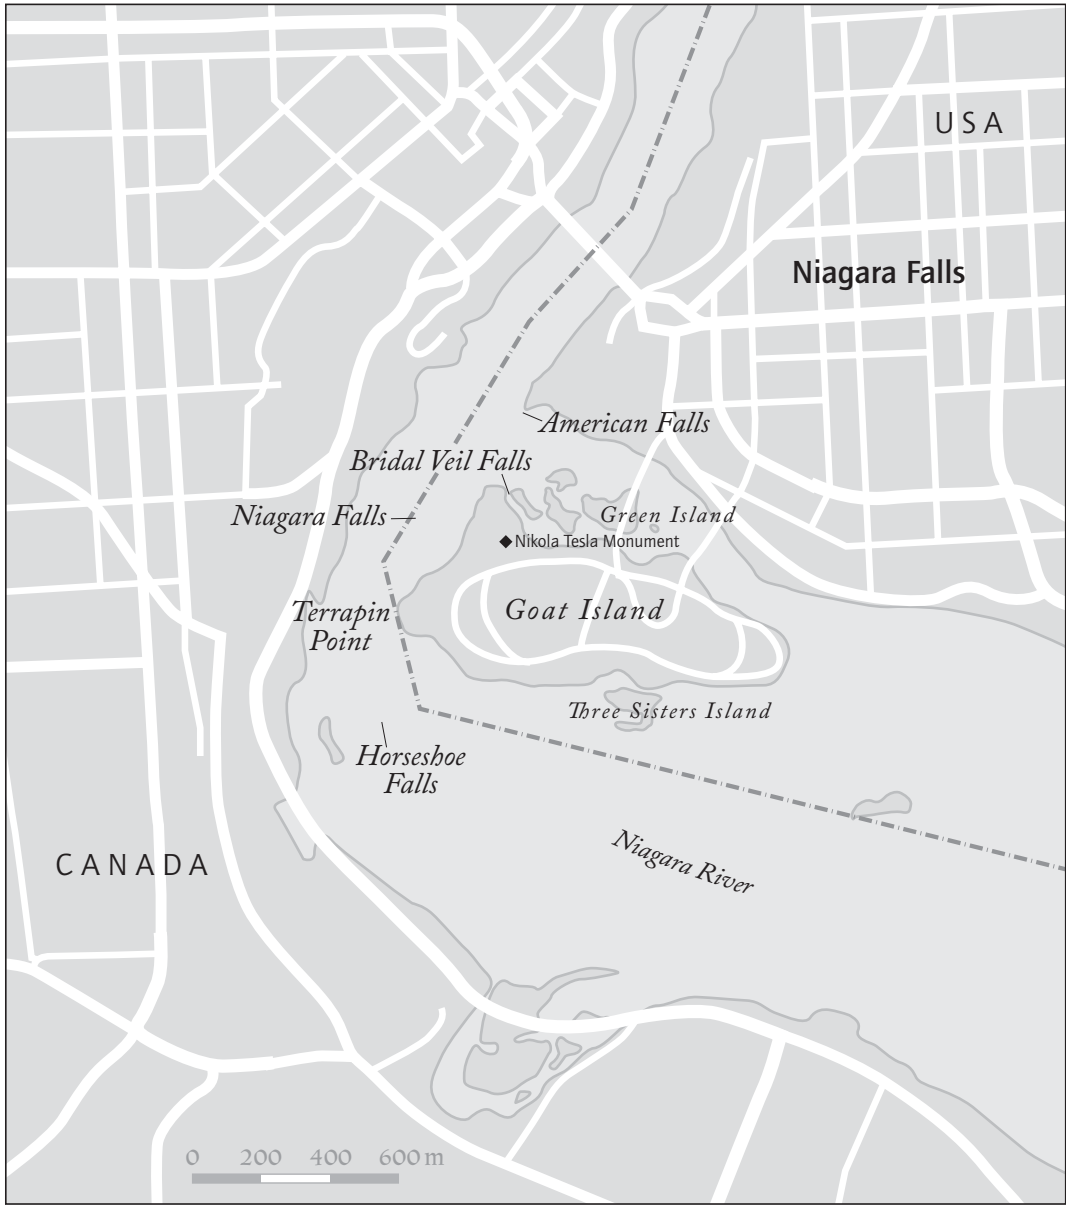 USA
Niagara Falls
American Falls
Bridal Veil Falls
Niagara Falls
Green Island
Nikola Tesla Monument
Terrapin
Point
Goat Island
Three Sisters Island
Horseshoe
Falls
Niagara River
CANADA
0 200 400 600 m